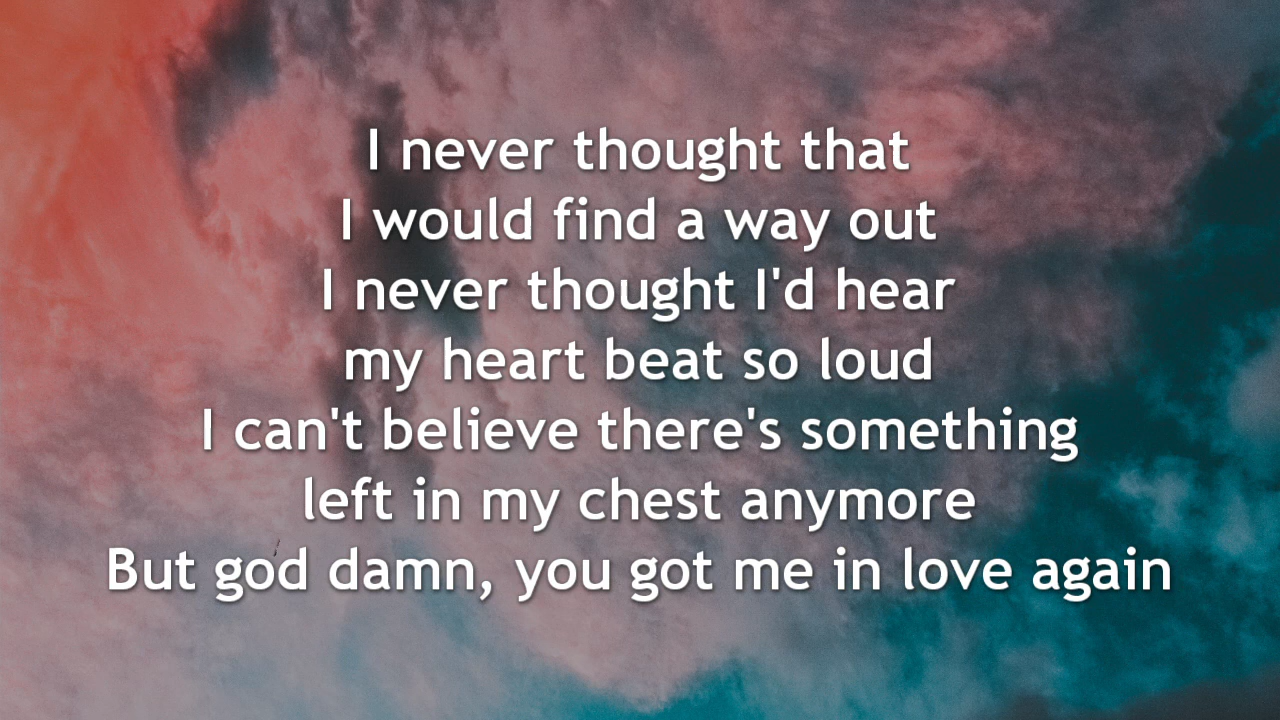 I never thought that
I would find a way out
I never thought I'd hear
my heart beat so loud
I can't believe there's something
left in my chest anymore
But god damn, you got me in love again